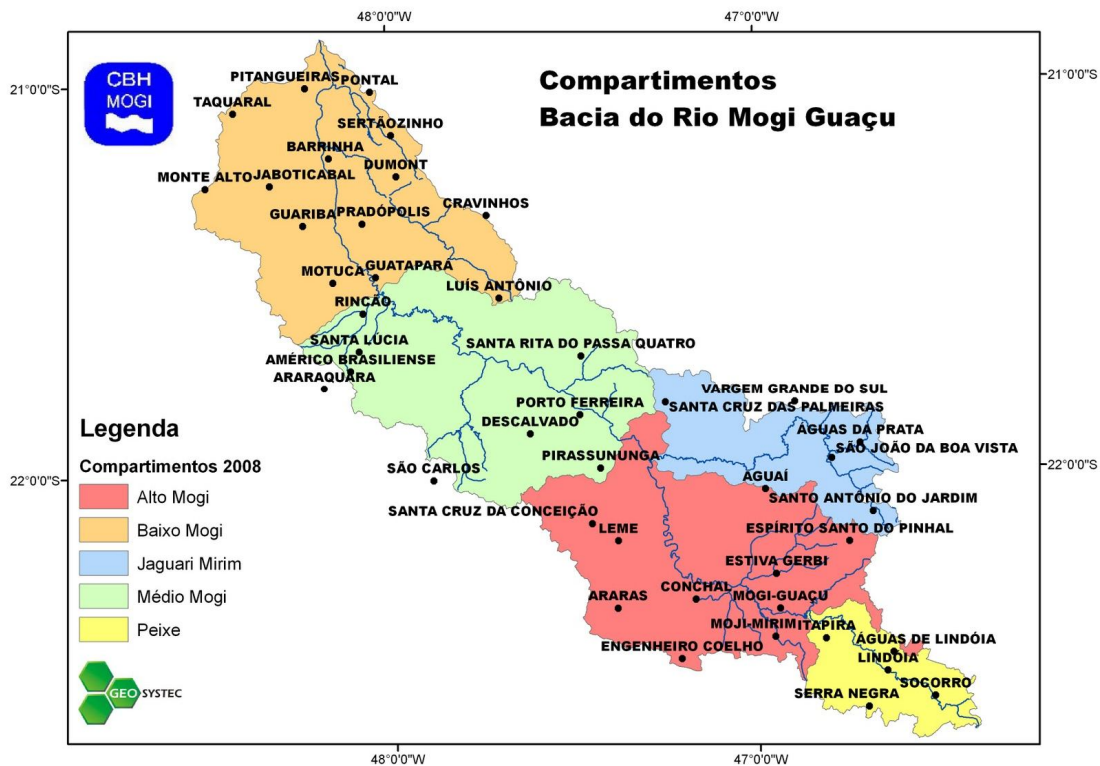 48°0'0"W
47°0'0"W
CBH
MOGI
Compartimentos
Bacia do Rio Mogi Guaçu
21°0'0"S
21°0'0"S
PITANGUEIRAS
PONTAL
TAQUARAL
SERTÃOZINHO
BARRINHA
DUMONT
MONTE ALTO
JABOTICABAL
CRAVINHOS
GUARIBA
PRADÓPOLIS
MOTUCA
GUATAPARÁ
LUÍS ANTÔNIO
RINCÃO
SANTA LÚCIA
SANTA RITA DO PASSA QUATRO
AMÉRICO BRASILIENSE
ARARAQUARA
VARGEM GRANDE DO SUL
PORTO FERREIRA
SANTA CRUZ DAS PALMEIRAS
DESCALVADO
ÁGUAS DA PRATA
SÃO JOÃO DA BOA VISTA
Legenda
Compartimentos 2008
PIRASSUNUNGA
SÃO CARLOS
AGUAÍ
22°0'0"S
22°0'0"S
Alto Mogi
SANTO ANTÔNIO DO JARDIM
SANTA CRUZ DA CONCEIÇÃO
LEME
ESPÍRITO SANTO DO PINHAL
Baixo Mogi
Jaguari Mirim
ESTIVA GERBI
CONCHAL
ARARAS
MOGI-GUAÇU
Médio Mogi
MOJI-MIRIM
ITAPIRA
Peixe
ENGENHEIRO COELHO
ÁGUAS DE LINDÓIA
LINDÓIA
SOCORRO
SERRA NEGRA
GEO SYSTEC
48°0'0"W
47°0'0"W